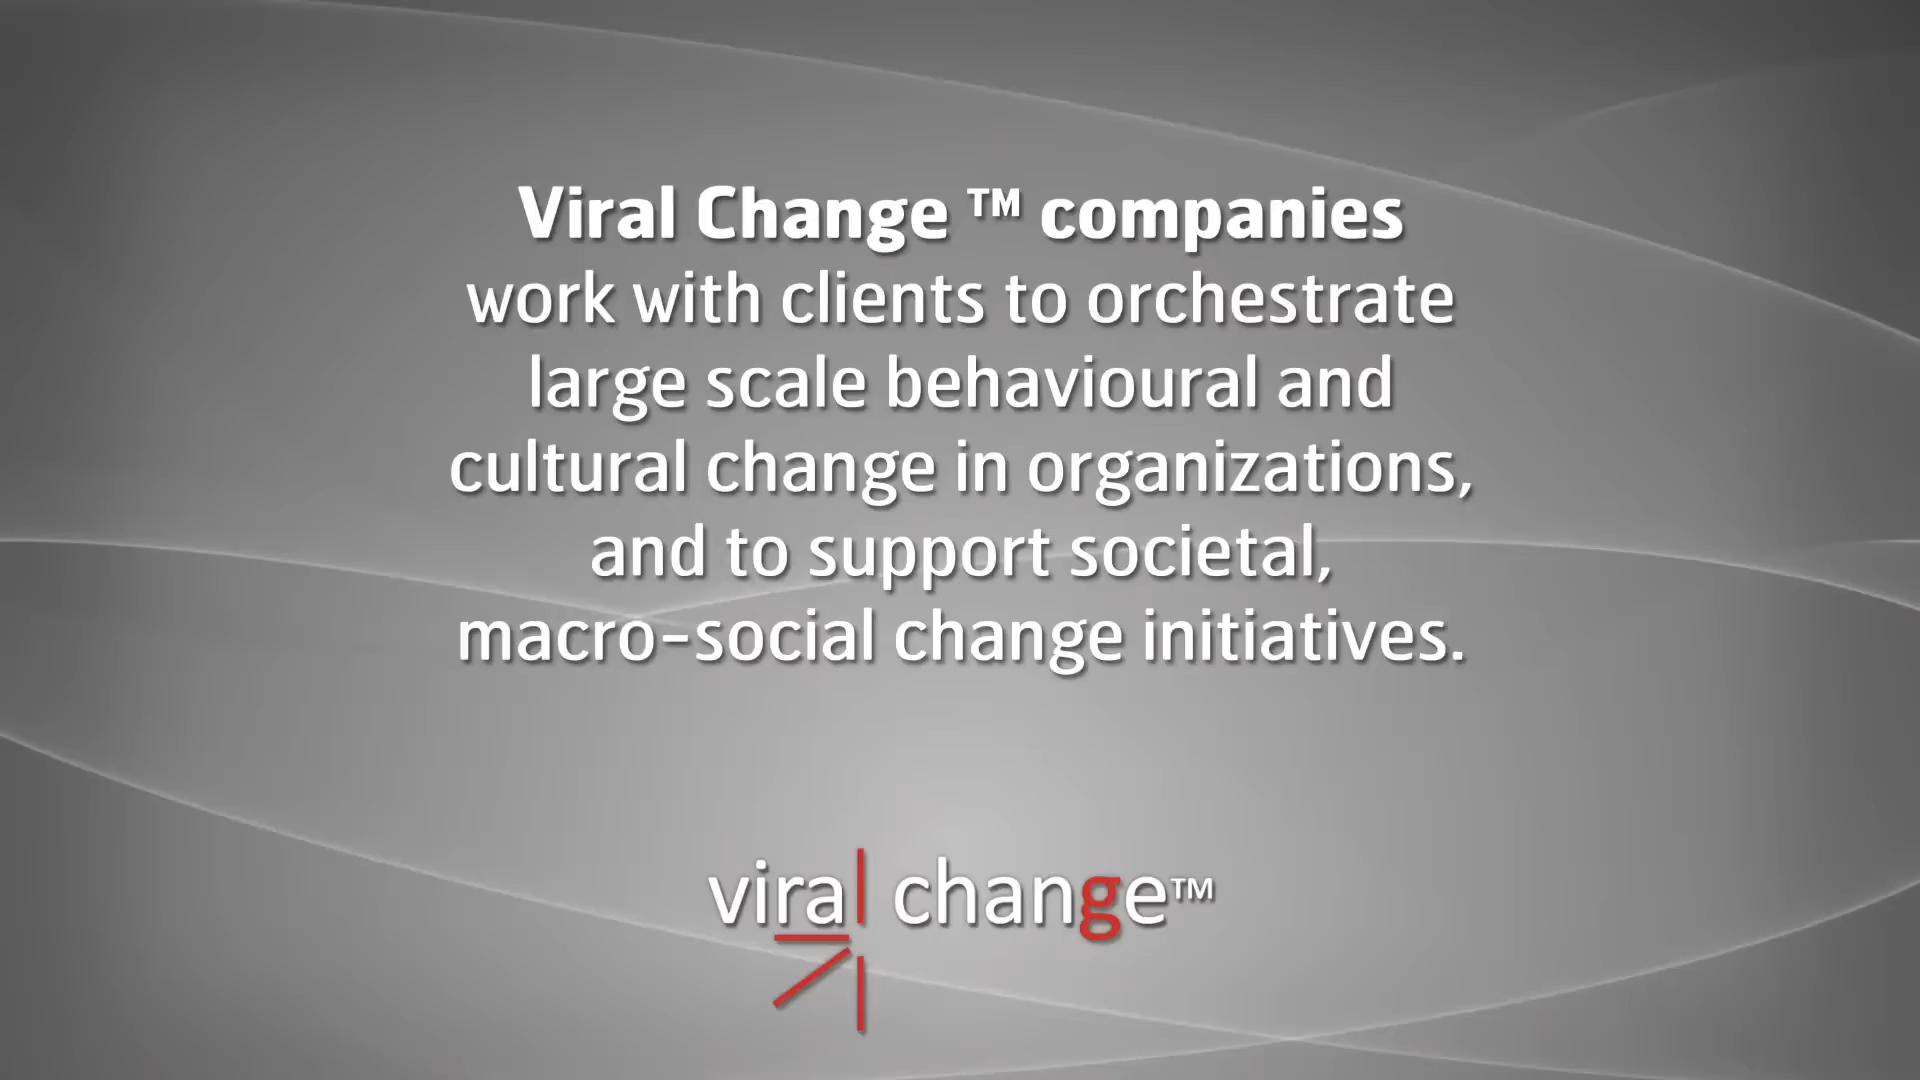 Viral Change ™ companies
work with clients to orchestrate
large scale behavioural and
cultural change in organizations,
and to support societal,
macro-social change initiatives.
viral change™